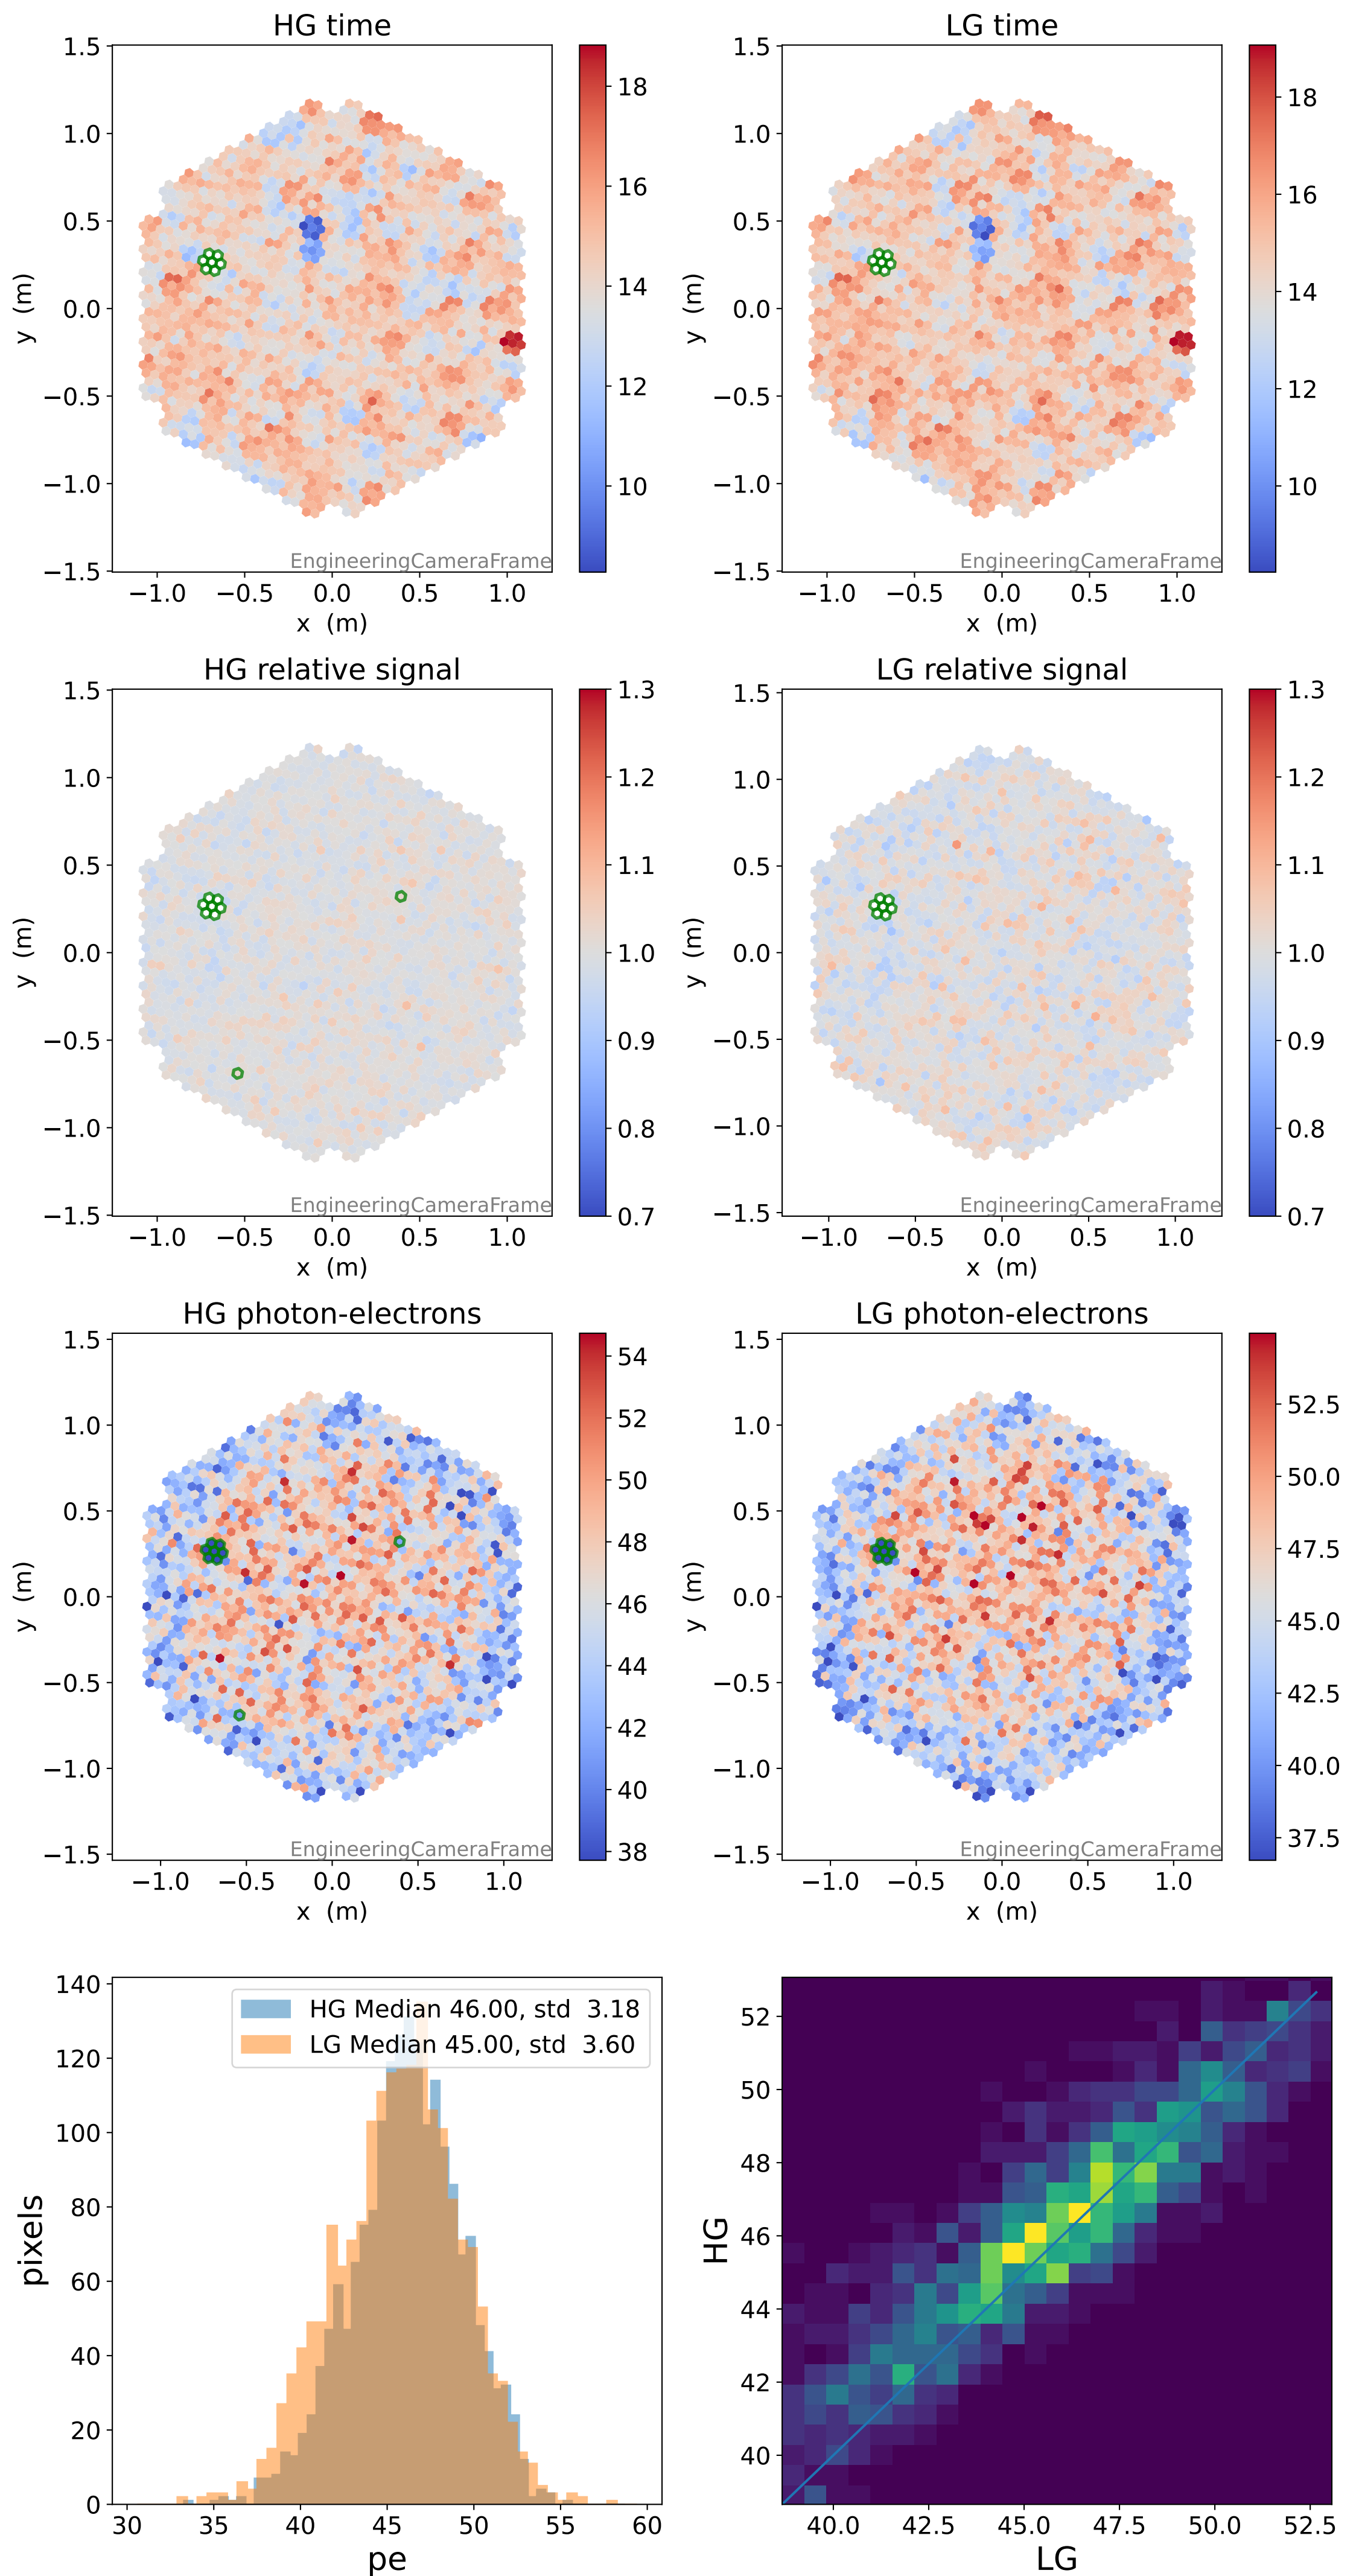 HG time
LG time
1.5
1.0
0.5
0.0
−0.5
−1.0
−1.5
y (m)
−1.0 −0.5 0.0 0.5 1.0
x (m)
EngineeringCameraFrame
18
16
14
12
10
1.5
1.0
0.5
0.0
−0.5
−1.0
−1.5
y (m)
−1.0 −0.5 0.0 0.5 1.0
x (m)
EngineeringCameraFrame
18
16
14
12
10
HG relative signal
LG relative signal
1.5
1.0
0.5
0.0
−0.5
−1.0
−1.5
y (m)
−1.0 −0.5 0.0 0.5 1.0
x (m)
EngineeringCameraFrame
1.3
1.2
1.1
1.0
0.9
0.8
0.7
1.5
1.0
0.5
0.0
−0.5
−1.0
−1.5
y (m)
−1.0 −0.5 0.0 0.5 1.0
x (m)
EngineeringCameraFrame
1.3
1.2
1.1
1.0
0.9
0.8
0.7
HG photon-electrons
LG photon-electrons
1.5
1.0
0.5
0.0
−0.5
−1.0
−1.5
y (m)
−1.0 −0.5 0.0 0.5 1.0
x (m)
EngineeringCameraFrame
54
52
50
48
46
44
42
40
38
1.5
1.0
0.5
0.0
−0.5
−1.0
−1.5
y (m)
−1.0 −0.5 0.0 0.5 1.0
x (m)
EngineeringCameraFrame
52.5
50.0
47.5
45.0
42.5
40.0
37.5
140
120
100
80
60
40
20
0
pixels
HG Median 46.00, std 3.18
LG Median 45.00, std 3.60
30 35 40 45 50 55 60
pe
52
50
48
46
44
42
40
HG
40.0 42.5 45.0 47.5 50.0 52.5
LG